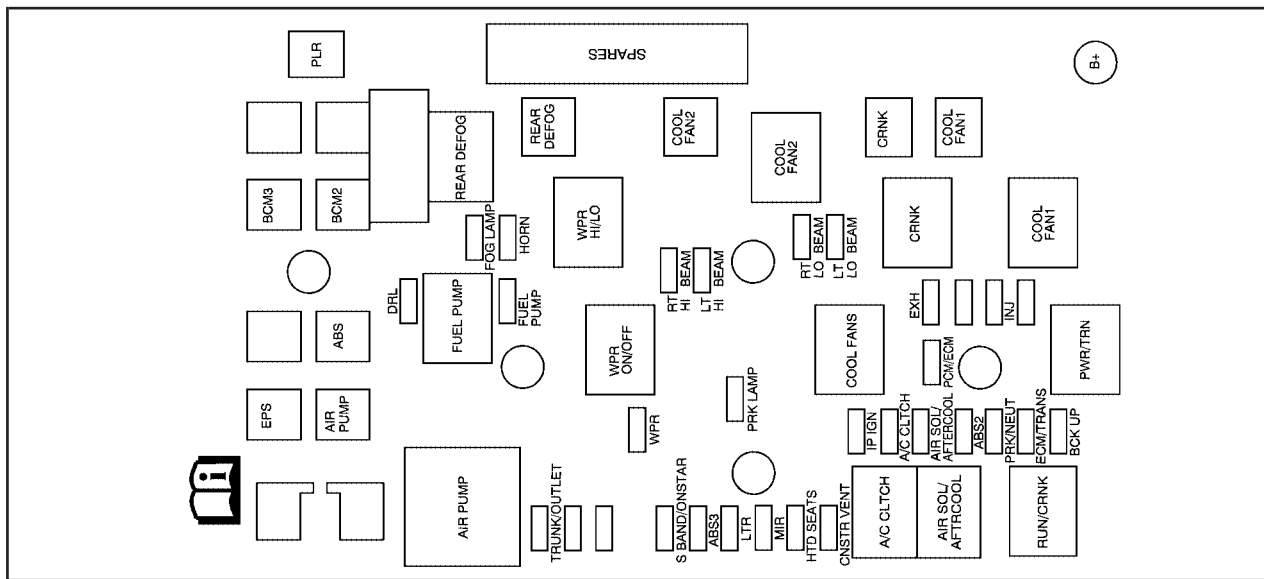 PLR
SPARES
B+
REAR DEFOG
COOL
FAN2
CRNK
COOL
FAN1
BCM3
BCM2
REAR DEFOG
COOL
FAN2
FOG LAMP
HORN
WPR
HI/LO
RT
HI BEAM
LT
HI BEAM
RT
LO BEAM
LT
LO BEAM
CRNK
COOL
FAN1
DRL
FUEL PUMP
FUEL
PUMP
ABS
WPR
ON/OFF
COOL FANS
EXH
INJ
PCM/ECM
PWR/TRN
EPS
AIR
PUMP
WPR
PRK LAMP
IP IGN
A/C CLTCH
AIR SOL/
AFTERCOOL
ABS2
PRK/NEUT
ECM/TRANS
BCK UP
i
AiR PUMP
TRUNK/OUTLET
S BAND/ONSTAR
ABS3
LTR
MIR
HTD SEATS
CNSTR VENT
A/C CLTCH
AIR SOL/
AFTRCOOL
RUN/CRNK